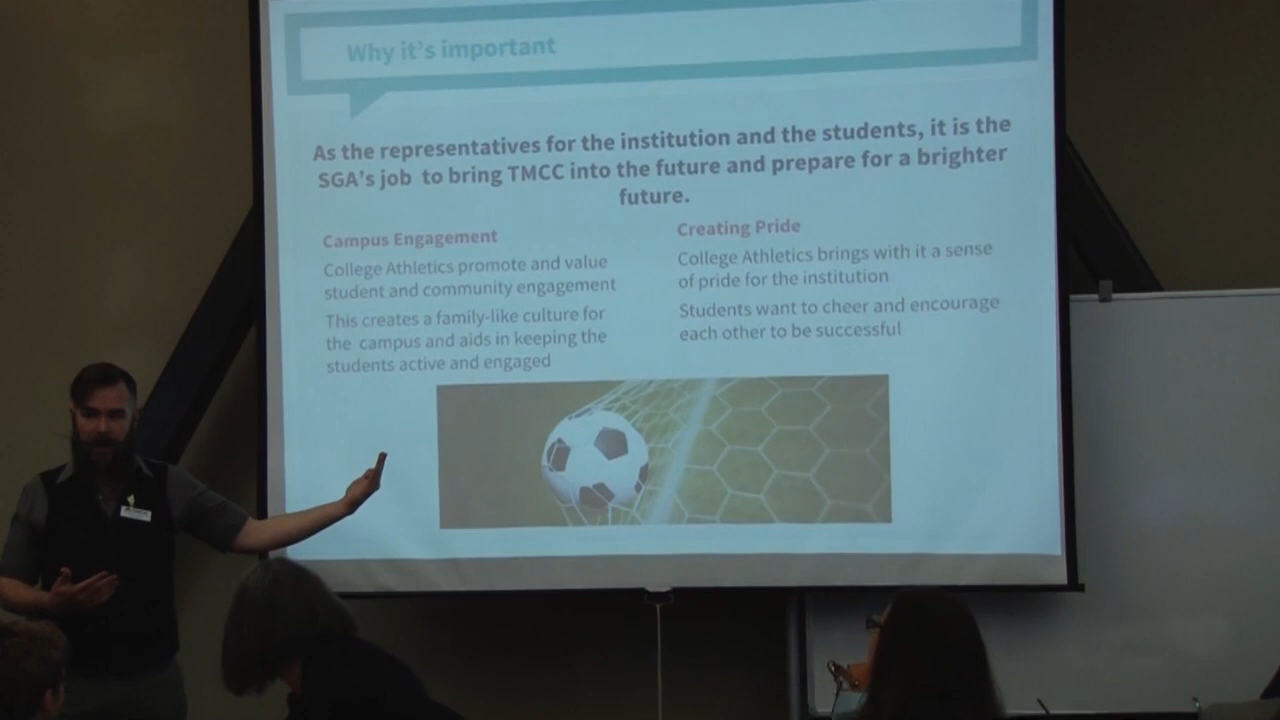 Why it's important
As the representatives for the institution and the students, it is the
SGA's job to bring TMCC into the future and prepare for a brighter
future.
Campus Engagement
College Athletics promote and value
student and community engagement
This creates a family-like culture for
the campus and aids in keeping the
students active and engaged
Creating Pride
College Athletics brings with it a sense
of pride for the institution
Students want to cheer and encourage
each other to be successful